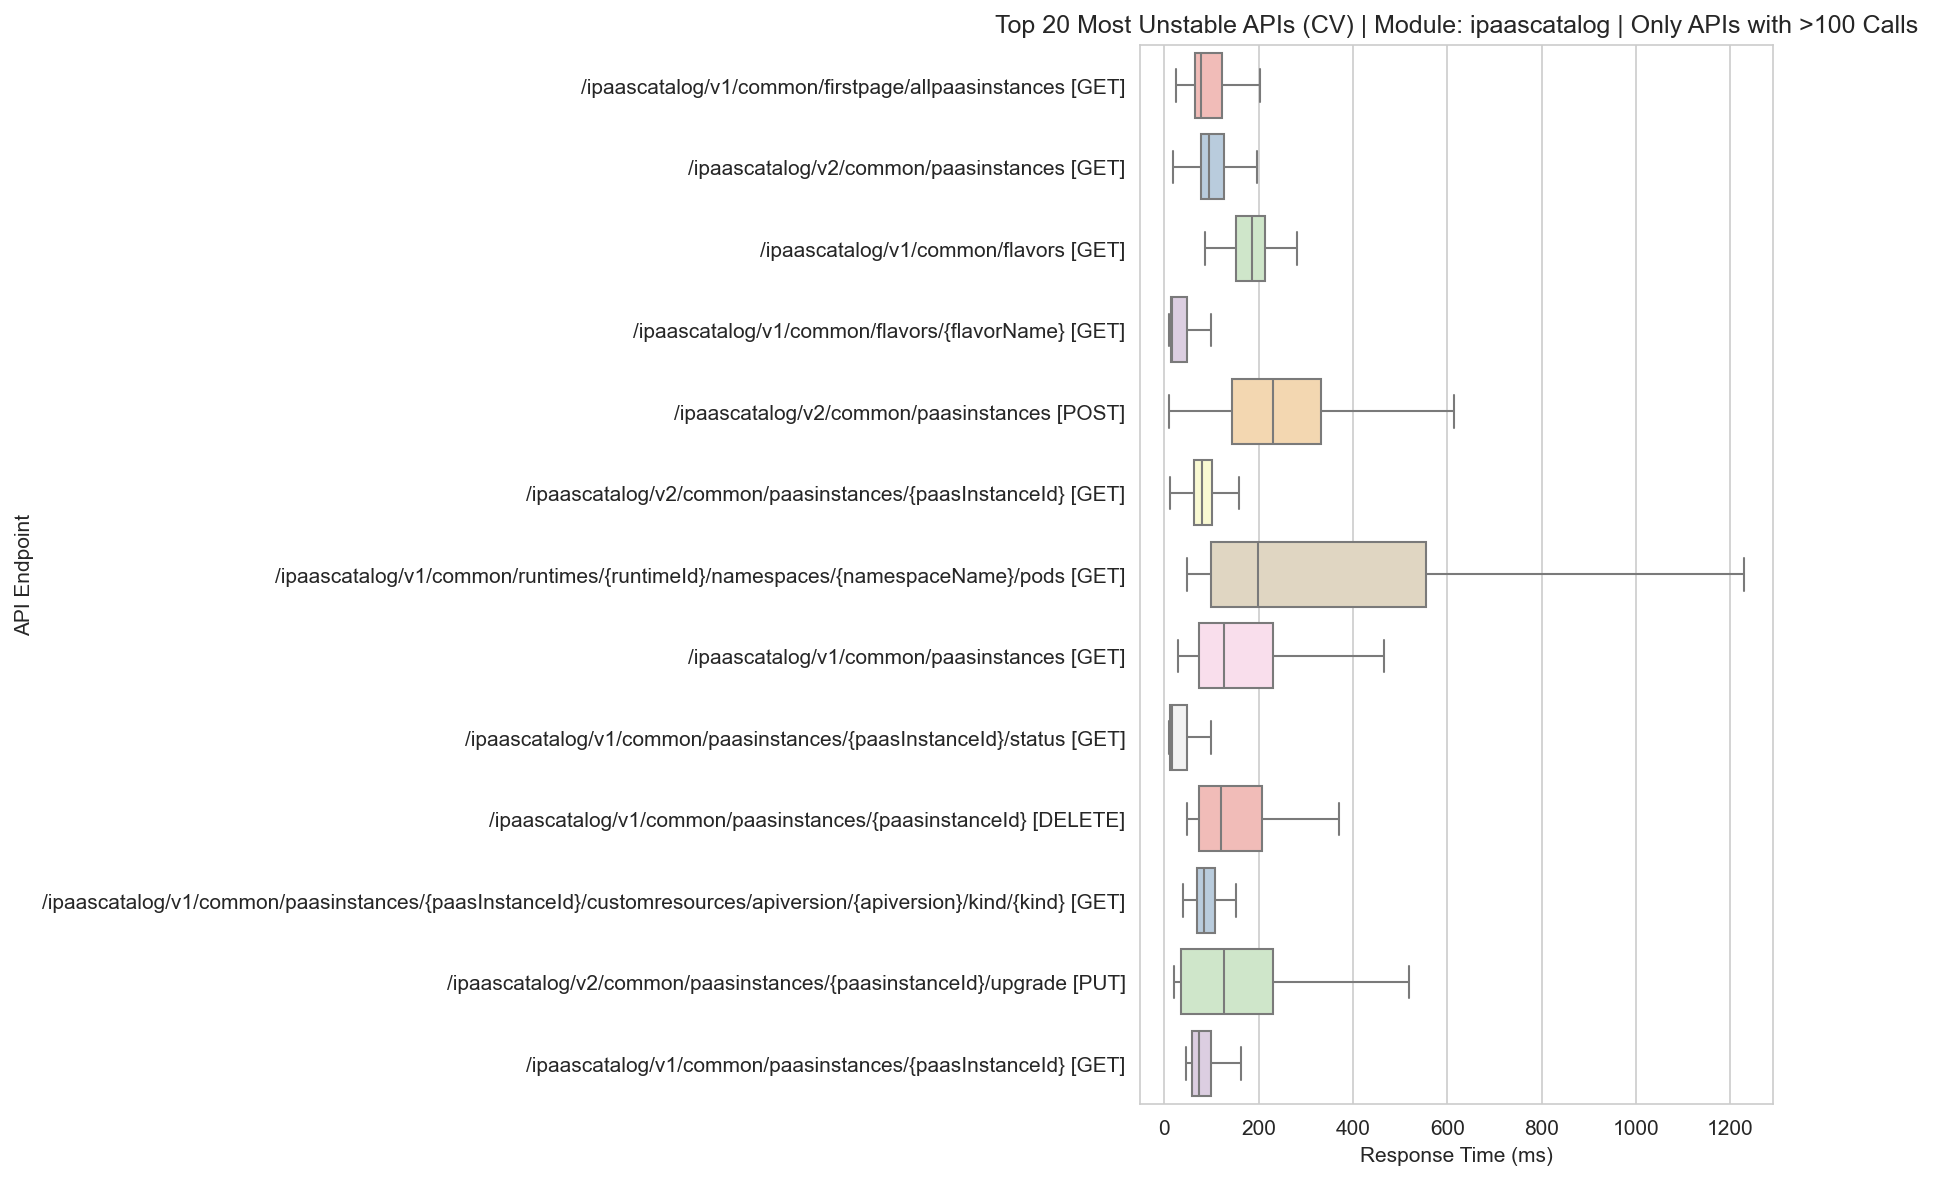 Top 20 Most Unstable APIs (CV) | Module: ipaascatalog | Only APIs with >100 Calls
API Endpoint
/ipaascatalog/v1/common/firstpage/allpaasinstances [GET]
/ipaascatalog/v2/common/paasinstances [GET]
/ipaascatalog/v1/common/flavors [GET]
/ipaascatalog/v1/common/flavors/{flavorName} [GET]
/ipaascatalog/v2/common/paasinstances [POST]
/ipaascatalog/v2/common/paasinstances/{paasInstanceId} [GET]
/ipaascatalog/v1/common/runtimes/{runtimeId}/namespaces/{namespaceName}/pods [GET]
/ipaascatalog/v1/common/paasinstances [GET]
/ipaascatalog/v1/common/paasinstances/{paasInstanceId}/status [GET]
/ipaascatalog/v1/common/paasinstances/{paasinstanceId} [DELETE]
/ipaascatalog/v1/common/paasinstances/{paasInstanceId}/customresources/apiversion/{apiversion}/kind/{kind} [GET]
/ipaascatalog/v2/common/paasinstances/{paasinstanceId}/upgrade [PUT]
/ipaascatalog/v1/common/paasinstances/{paasInstanceId} [GET]
0 200 400 600 800 1000 1200
Response Time (ms)